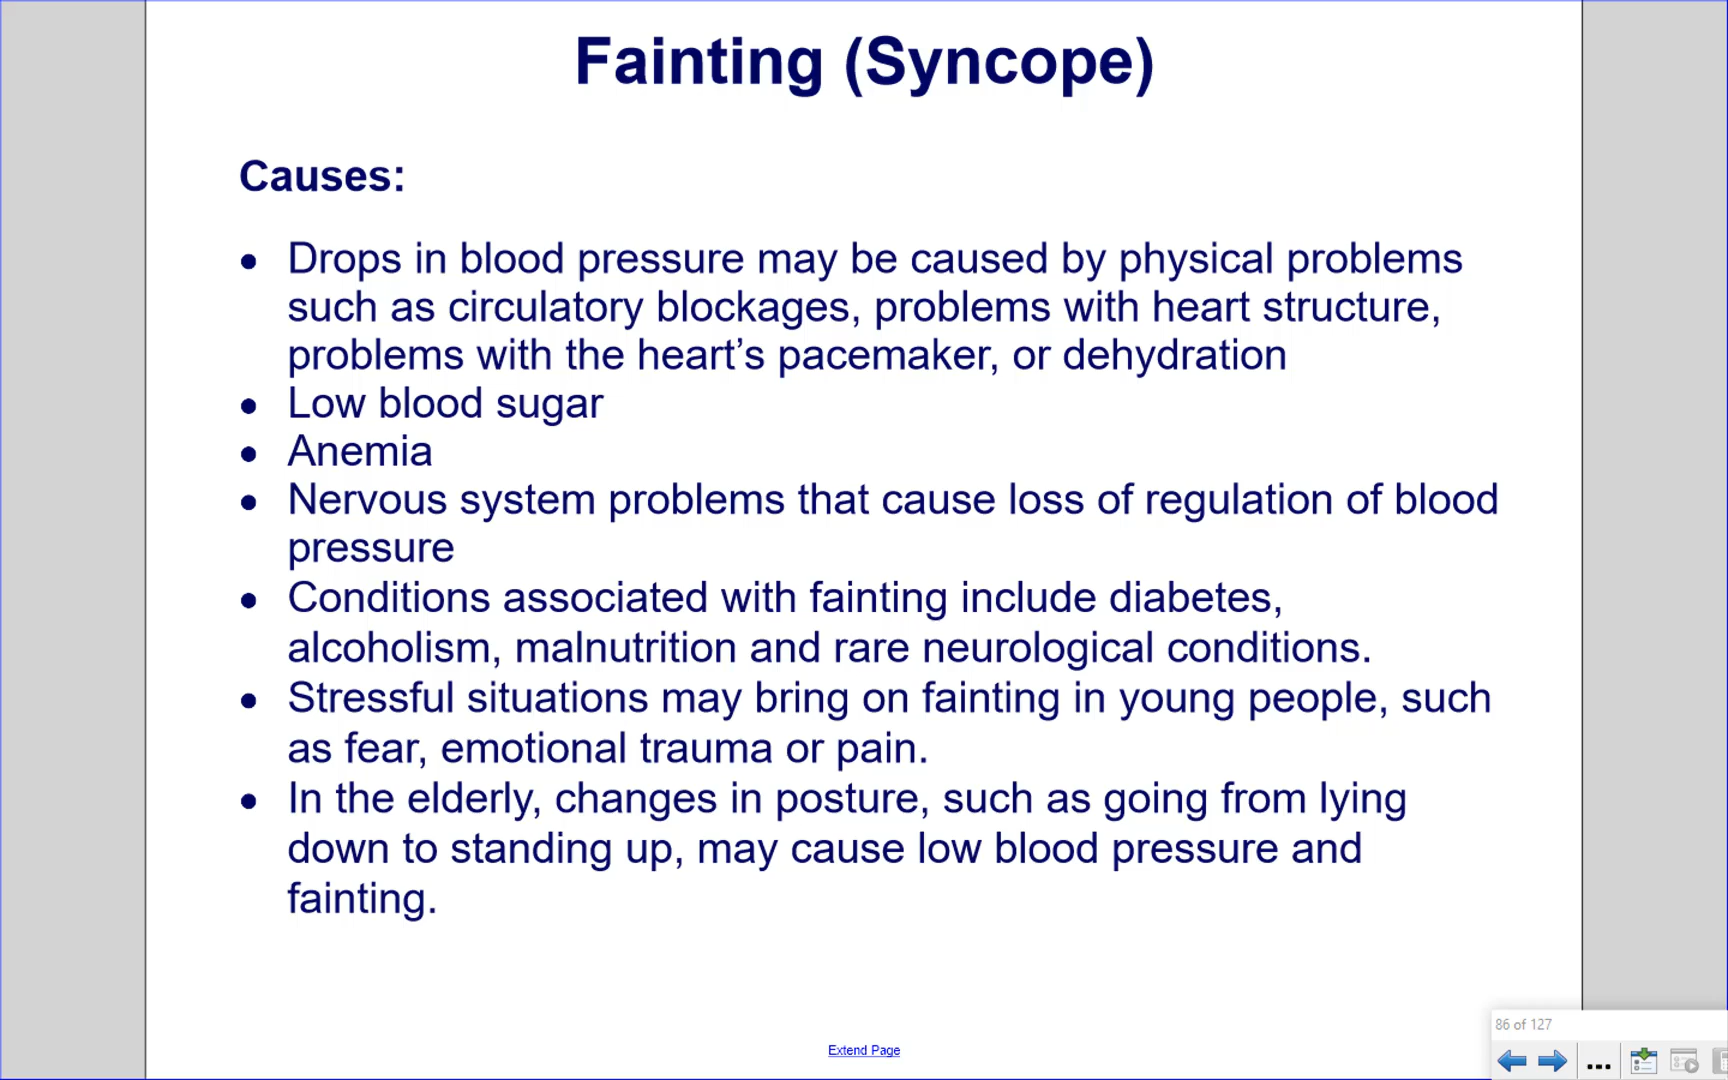 Fainting (Syncope)
Causes:
• Drops in blood pressure may be caused by physical problems
such as circulatory blockages, problems with heart structure,
problems with the heart’s pacemaker, or dehydration
• Low blood sugar
• Anemia
• Nervous system problems that cause loss of regulation of blood
pressure
• Conditions associated with fainting include diabetes,
alcoholism, malnutrition and rare neurological conditions.
• Stressful situations may bring on fainting in young people, such
as fear, emotional trauma or pain.
• In the elderly, changes in posture, such as going from lying
down to standing up, may cause low blood pressure and
fainting.
Extend Page
86 of 127
...